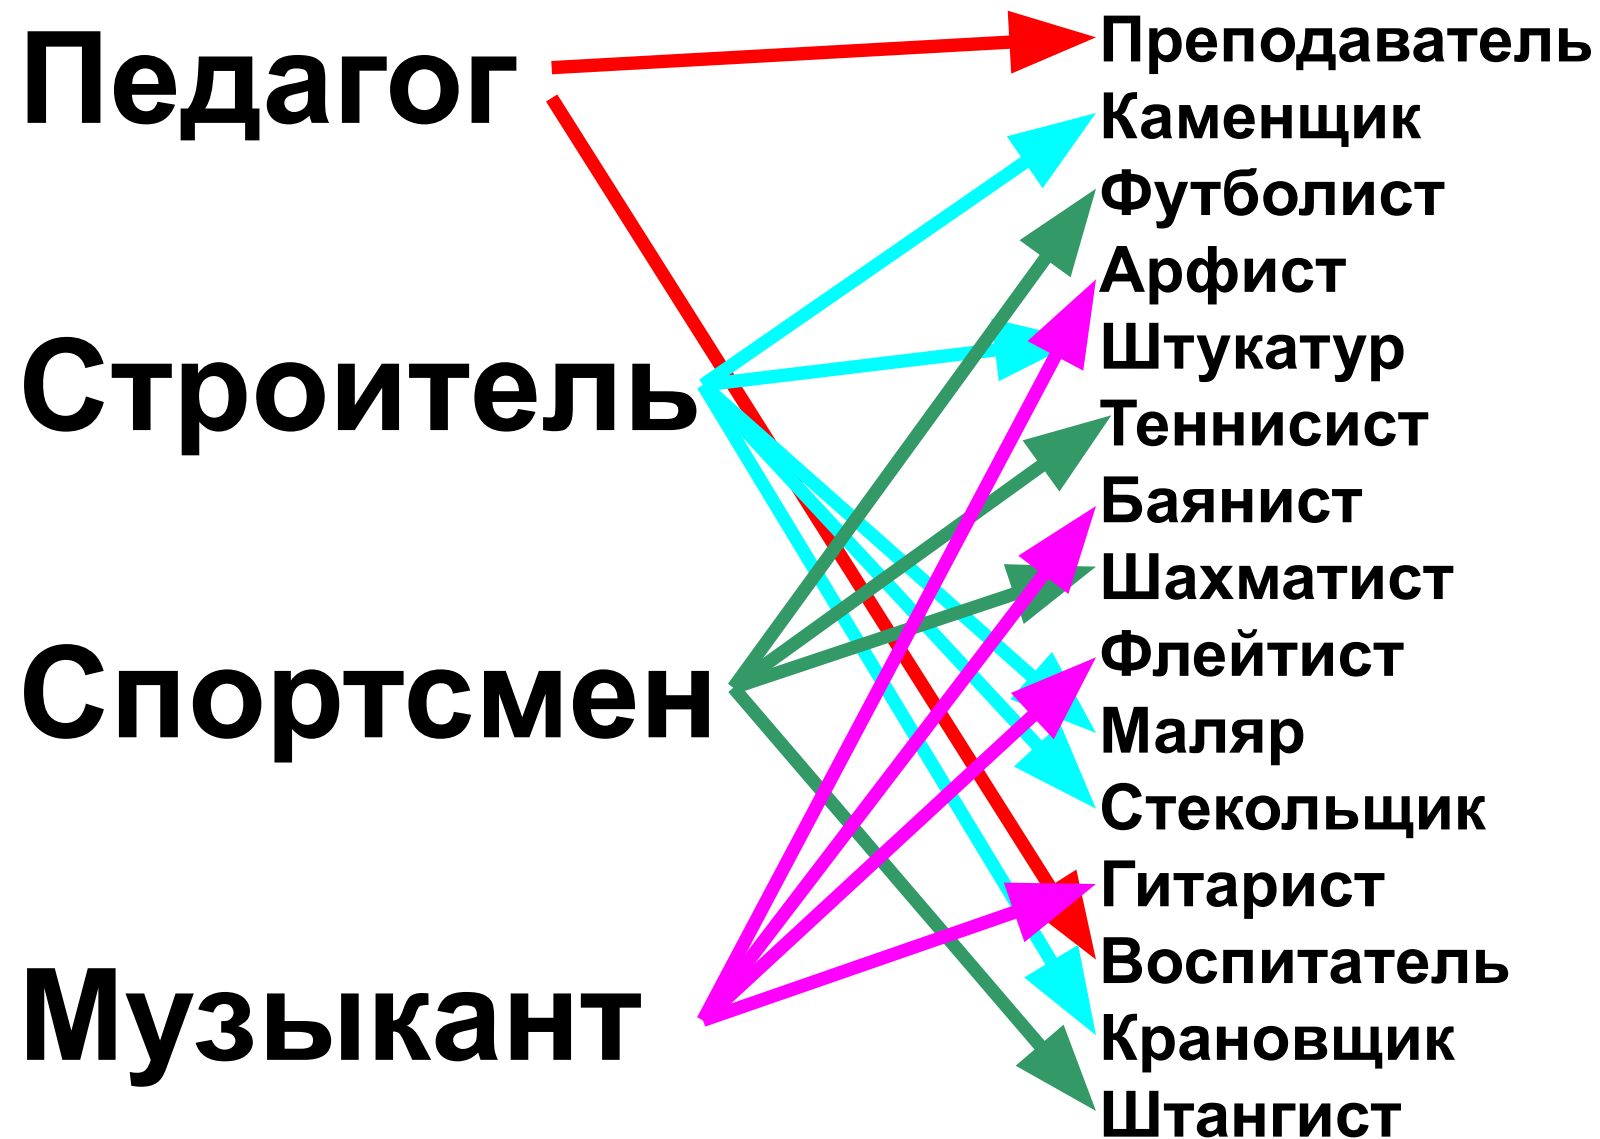 Педагог
Строитель
Спортсмен
Музыкант
Преподаватель
Каменщик
Футболист
Арфист
Штукатур
Теннисист
Баянист
Шахматист
Флейтист
Маляр
Стекольщик
Гитарист
Воспитатель
Крановщик
Штангист